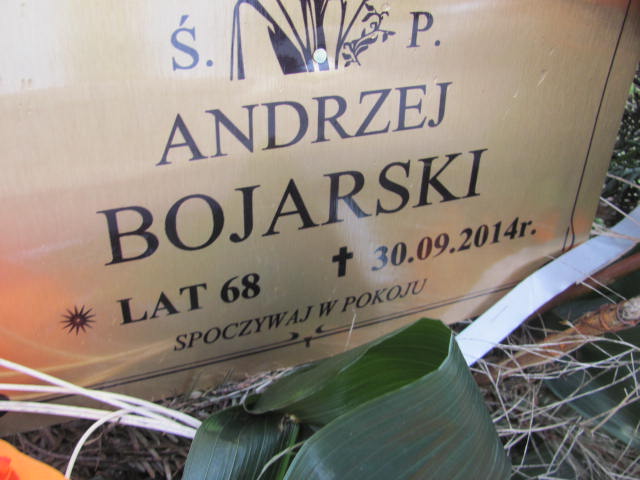 Ś. P.
ANDRZEJ
BOJARSKI
LAT 68 30.09.2014r.
SPOCZYWAJ W POKOJU